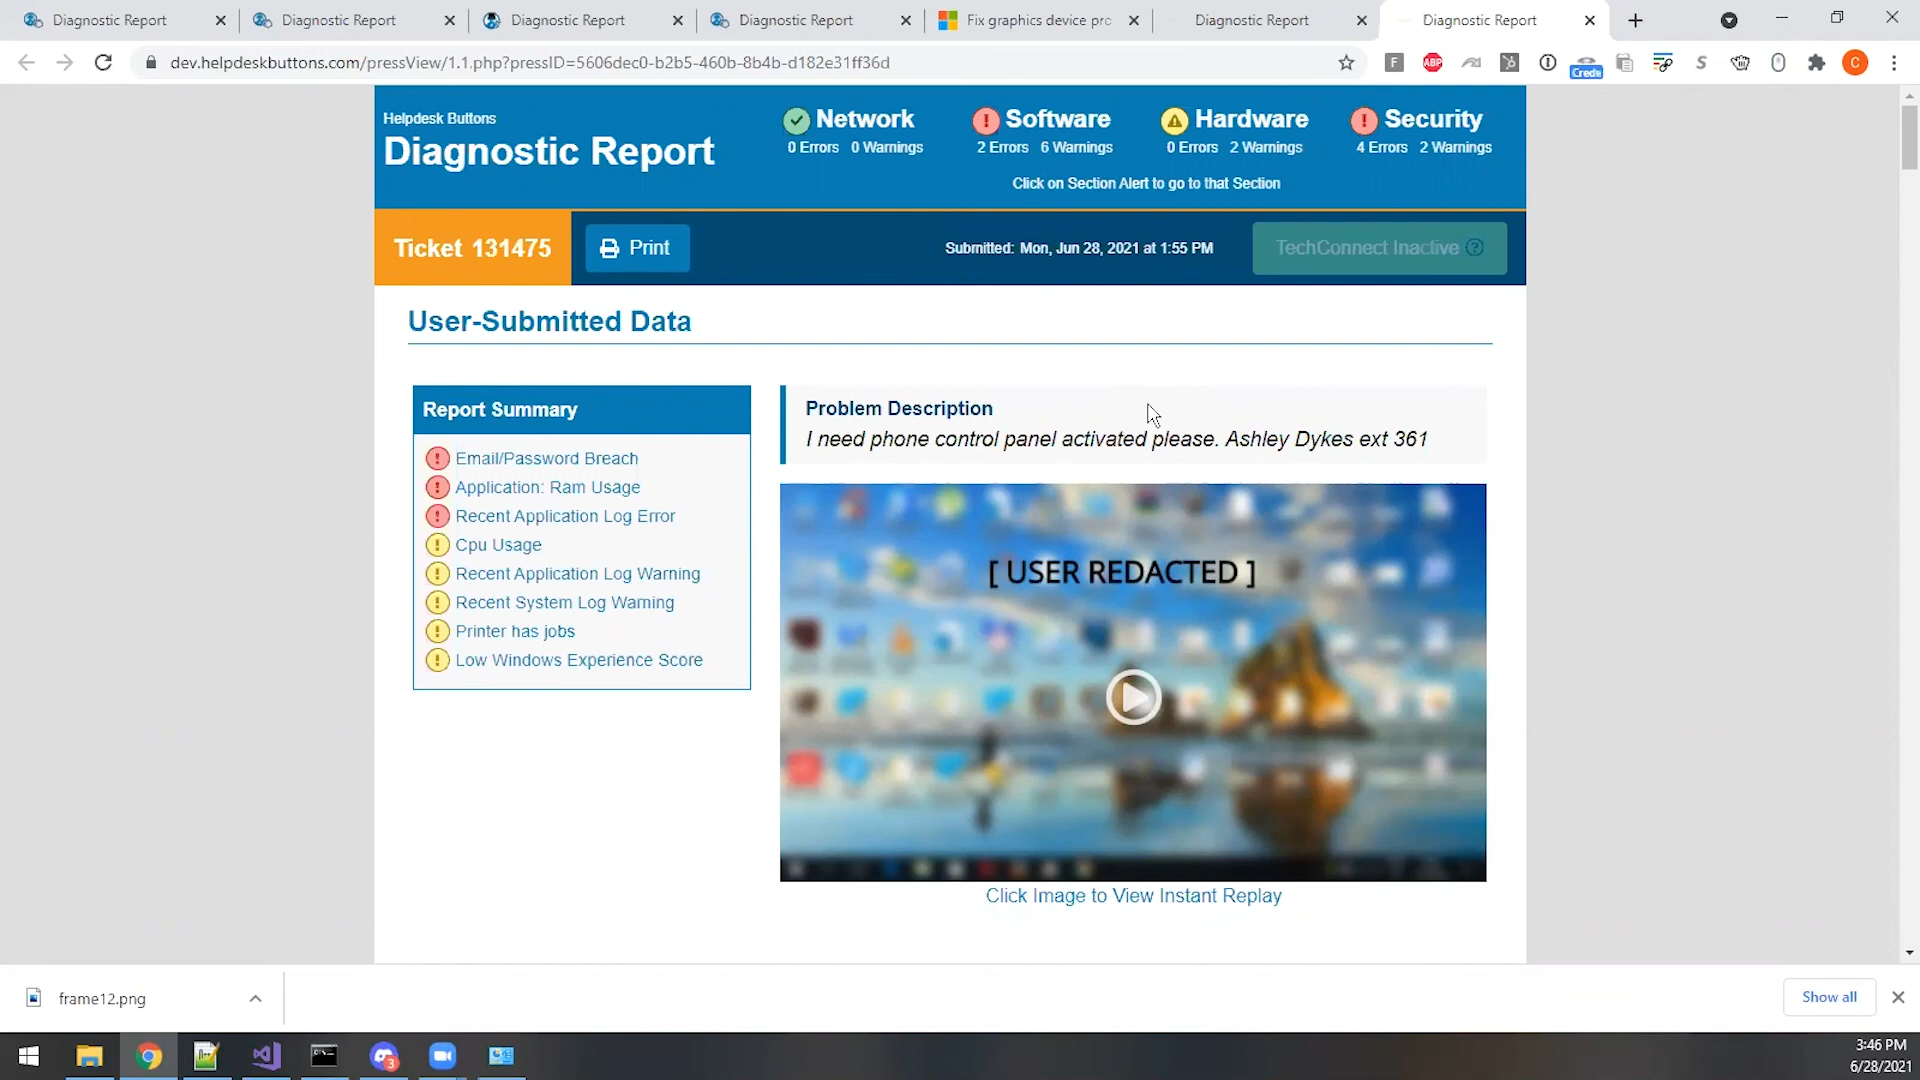 Diagnostic Report
Diagnostic Report
Diagnostic Report
Diagnostic Report
Fix graphics device pro
Diagnostic Report
Diagnostic Report
dev.helpdeskbuttons.com/pressView/1.1.php?pressID=5606dec0-b2b5-460b-8b4b-d182e31ff36d
F
ABP
Creds
S
C
Helpdesk Buttons
Diagnostic Report
Network
0 Errors 0 Warnings
Software
2 Errors 6 Warnings
Hardware
0 Errors 2 Warnings
Security
4 Errors 2 Warnings
Click on Section Alert to go to that Section
Ticket 131475
Print
Submitted: Mon, Jun 28, 2021 at 1:55 PM
TechConnect Inactive
User-Submitted Data
Report Summary
Email/Password Breach
Application: Ram Usage
Recent Application Log Error
Cpu Usage
Recent Application Log Warning
Recent System Log Warning
Printer has jobs
Low Windows Experience Score
Problem Description
I need phone control panel activated please. Ashley Dykes ext 361
[ USER REDACTED ]
Click Image to View Instant Replay
frame12.png
Show all
3
3:46 PM
6/28/2021